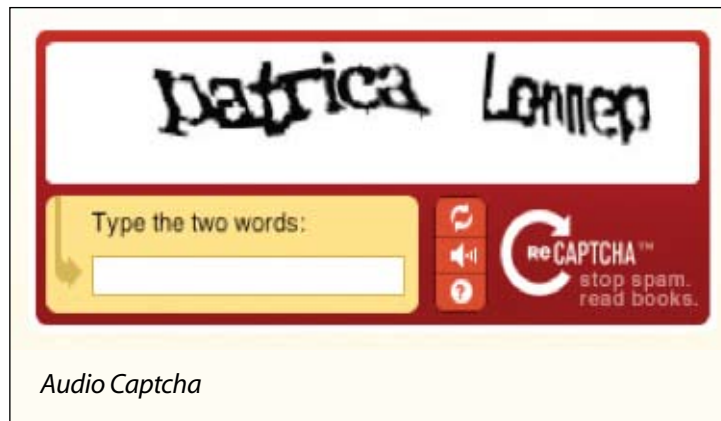 patrica Lonnep
Type the two words:
ReCAPTCHA™
stop spam.
read books.
Audio Captcha